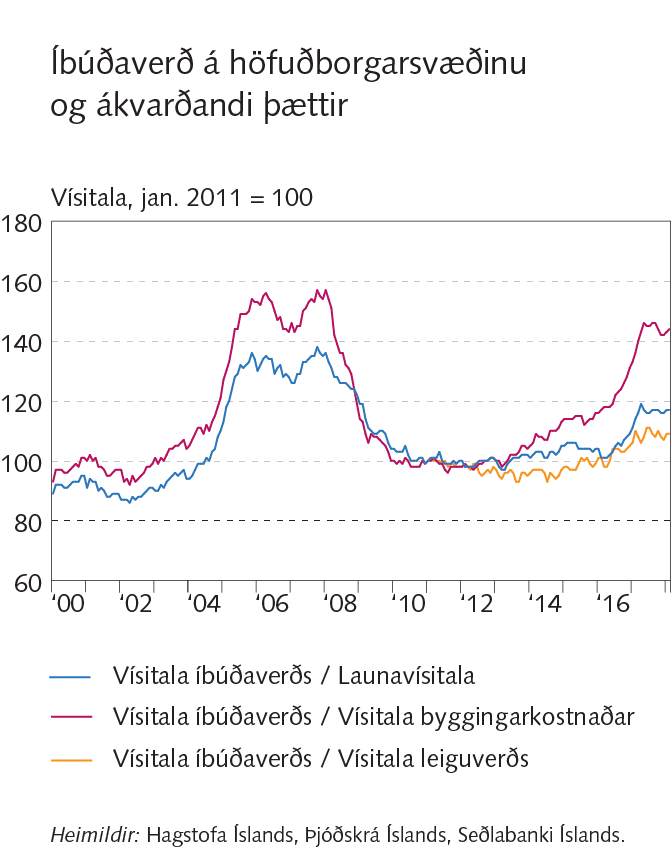 Íbúðaverð á höfuðborgarsvæðinu
og ákvarðandi þættir
Vísitala, jan. 2011 = 100
180
160
140
120
100
80
60
‘00 ‘02 ‘04 ‘06 ‘08 ‘10 ‘12 ‘14 ‘16
Vísitala íbúðaverðs / Launavísitala
Vísitala íbúðaverðs / Vísitala byggingarkostnaðar
Vísitala íbúðaverðs / Vísitala leiguverðs
Heimildir: Hagstofa Íslands, Þjóðskrá Íslands, Seðlabanki Íslands.